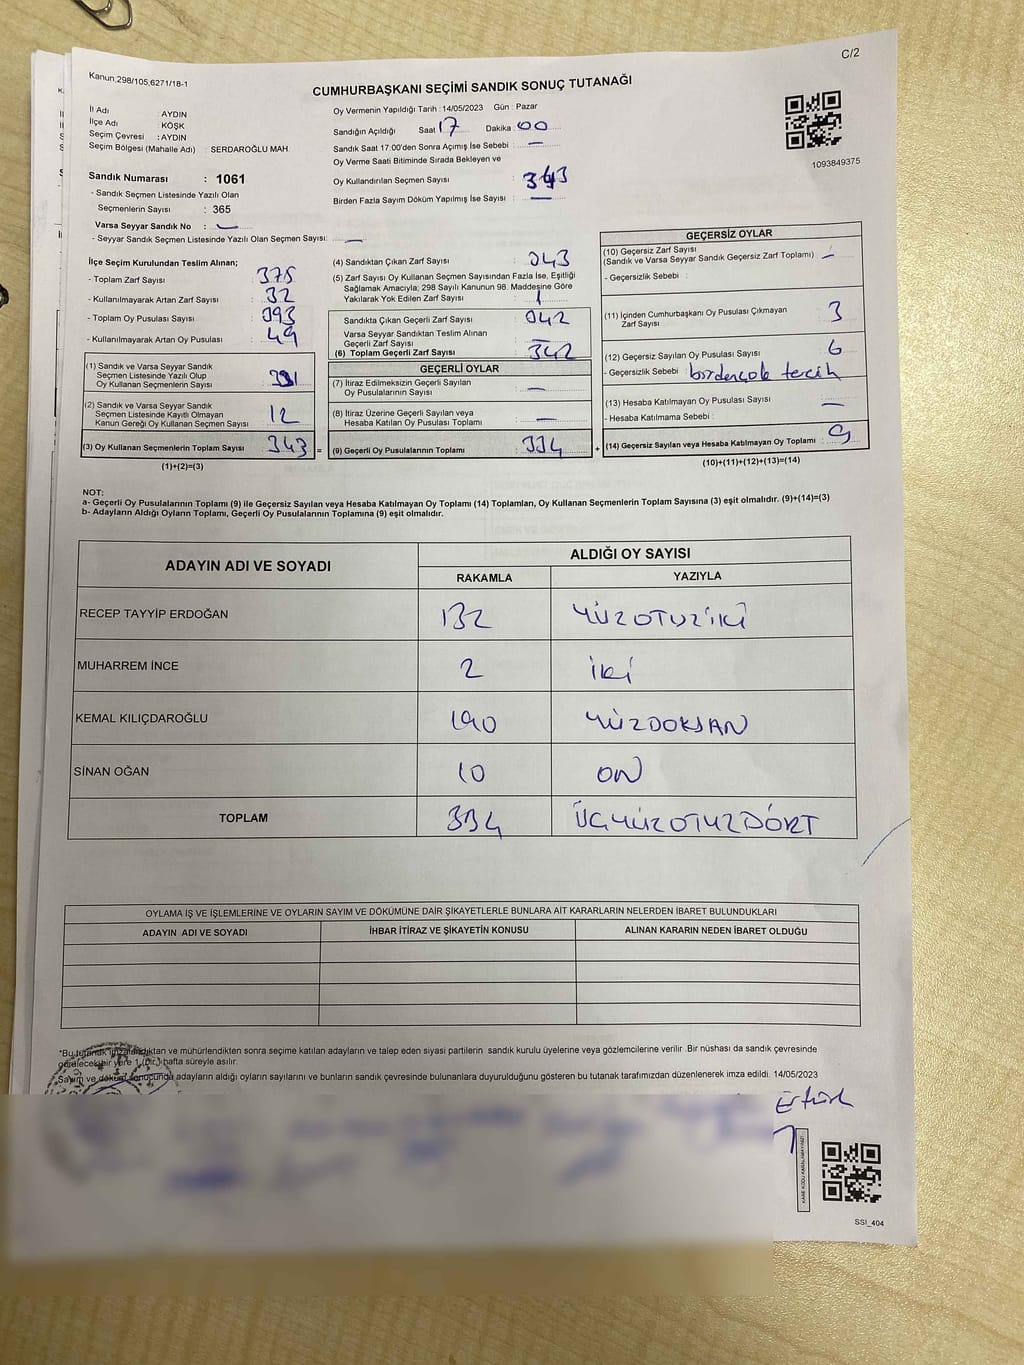 C/2
Kanun,298/105,6271/18-1
CUMHURBAŞKANI SEÇİMİ SANDIK SONUÇ TUTANAĞI
1093849375
İl Adı : AYDIN
İlçe Adı : KÖŞK
Seçim Çevresi : AYDIN
Seçim Bölgesi (Mahalle Adı) : SERDAROĞLU MAH.
Sandık Numarası : 1061
- Sandık Seçmen Listesinde Yazılı Olan
Seçmenlerin Sayısı : 365
Varsa Seyyar Sandık No : —
- Seyyar Sandık Seçmen Listesinde Yazılı Olan Seçmen Sayısı: —
Oy Vermenin Yapıldığı Tarih : 14/05/2023 Gün : Pazar
Sandığın Açıldığı Saat 17 Dakika : 00
Sandık Saat 17:00'den Sonra Açımış İse Sebebi : —
Oy Verme Saati Bitiminde Sırada Bekleyen ve
Oy Kullandırılan Seçmen Sayısı : 343
Birden Fazla Sayım Döküm Yapılmış İse Sayısı : —
İlçe Seçim Kurulundan Teslim Alınan;
- Toplam Zarf Sayısı : 375
- Kullanılmayarak Artan Zarf Sayısı : 32
- Toplam Oy Pusulası Sayısı : 393
- Kullanılmayarak Artan Oy Pusulası : 49
(1) Sandık ve Varsa Seyyar Sandık
Seçmen Listesinde Yazılı Olup
Oy Kullanan Seçmenlerin Sayısı : 331
(2) Sandık ve Varsa Seyyar Sandık
Seçmen Listesinde Kayıtlı Olmayan
Kanun Gereği Oy Kullanan Seçmen Sayısı : 12
(3) Oy Kullanan Seçmenlerin Toplam Sayısı : 343 =
(1)+(2)=(3)
(4) Sandıktan Çıkan Zarf Sayısı : 343
(5) Zarf Sayısı Oy Kullanan Seçmen Sayısından Fazla İse, Eşitliği
Sağlamak Amacıyla; 298 Sayılı Kanunun 98. Maddesine Göre
Yakılarak Yok Edilen Zarf Sayısı : 1
Sandıkta Çıkan Geçerli Zarf Sayısı : 342
Varsa Seyyar Sandıktan Teslim Alınan
Geçerli Zarf Sayısı : —
(6) Toplam Geçerli Zarf Sayısı : 342
GEÇERLİ OYLAR
(7) İtiraz Edilmeksizin Geçerli Sayılan
Oy Pusulalarının Sayısı : —
(8) İtiraz Üzerine Geçerli Sayılan veya
Hesaba Katılan Oy Pusulası Toplamı : —
(9) Geçerli Oy Pusulalarının Toplamı : 334 +
GEÇERSİZ OYLAR
(10) Geçersiz Zarf Sayısı
(Sandık ve Varsa Seyyar Sandık Geçersiz Zarf Toplamı) : —
- Geçersizlik Sebebi :
(11) İçinden Cumhurbaşkanı Oy Pusulası Çıkmayan
Zarf Sayısı : 3
(12) Geçersiz Sayılan Oy Pusulası Sayısı : 6
- Geçersizlik Sebebi : birdençok tercih
(13) Hesaba Katılmayan Oy Pusulası Sayısı : —
- Hesaba Katılmama Sebebi :
(14) Geçersiz Sayılan veya Hesaba Katılmayan Oy Toplamı : 9
(10)+(11)+(12)+(13)=(14)
NOT:
a- Geçerli Oy Pusulalarının Toplamı (9) ile Geçersiz Sayılan veya Hesaba Katılmayan Oy Toplamı (14) Toplamları, Oy Kullanan Seçmenlerin Toplam Sayısına (3) eşit olmalıdır. (9)+(14)=(3)
b- Adayların Aldığı Oyların Toplamı, Geçerli Oy Pusulalarının Toplamına (9) eşit olmalıdır.
ADAYIN ADI VE SOYADI ALDIĞI OY SAYISI
RAKAMLA YAZIYLA
RECEP TAYYİP ERDOĞAN 132 YÜZOTUZİKİ
MUHARREM İNCE 2 İKİ
KEMAL KILIÇDAROĞLU 190 YÜZDOKSAN
SİNAN OĞAN 10 ON
TOPLAM 334 ÜÇYÜZOTUZDÖRT
OYLAMA İŞ VE İŞLEMLERİNE VE OYLARIN SAYIM VE DÖKÜMÜNE DAİR ŞİKAYETLERLE BUNLARA AİT KARARLARIN NELERDEN İBARET BULUNDUKLARI
ADAYIN ADI VE SOYADI İHBAR İTİRAZ VE ŞİKAYETİN KONUSU ALINAN KARARIN NEDEN İBARET OLDUĞU
*Bu tutanak imzalandıktan ve mühürlendikten sonra seçime katılan adayların ve talep eden siyasi partilerin sandık kurulu üyelerine veya gözlemcilerine verilir. Bir nüshası da sandık çevresinde
görelecek bir yere 1 (bir) hafta süreyle asılır.
Sayım ve döküm sonucunda adayların aldığı oyların sayılarını ve bunların sandık çevresinde bulunanlara duyurulduğunu gösteren bu tutanak tarafımızdan düzenlenerek imza edildi. 14/05/2023
Ertürk
KARE KODU KARALAMAYINIZ!
SSI_404